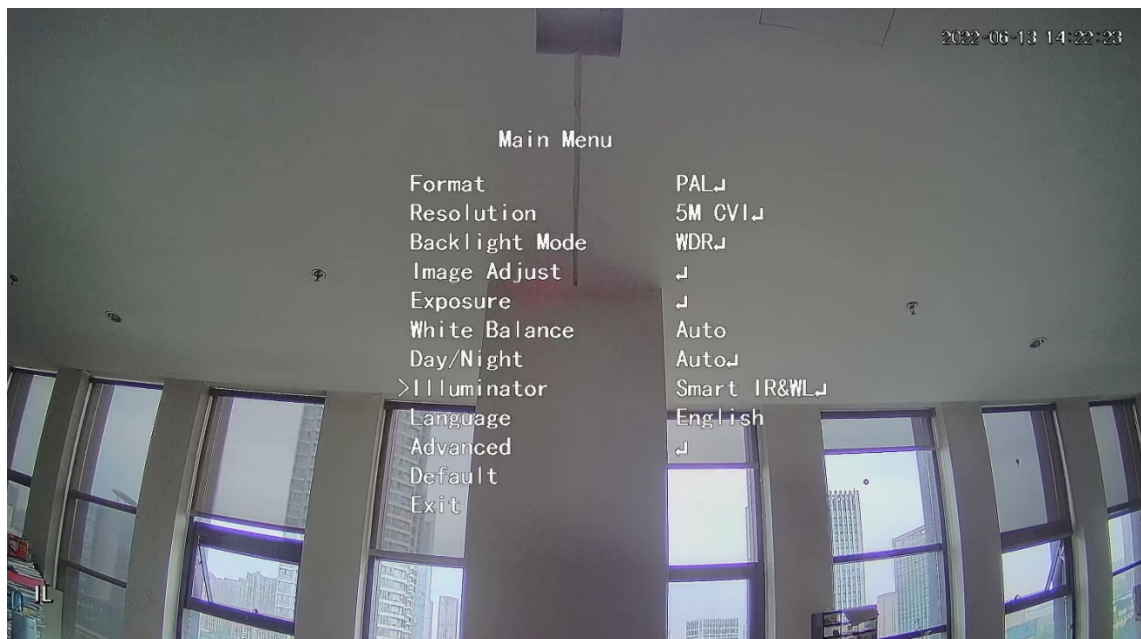 2022-06-13 14:22:23
Main Menu
Format PAL↲
Resolution 5M CVI↲
Backlight Mode WDR↲
Image Adjust ↲
Exposure ↲
White Balance Auto
Day/Night Auto↲
>Illuminator Smart IR&WL↲
Language English
Advanced ↲
Default
Exit
IL